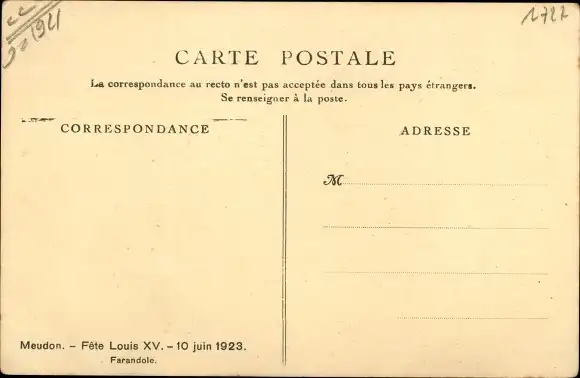 1722
CARTE POSTALE
La correspondance au recto n'est pas acceptée dans tous les pays étrangers.
Se renseigner à la poste.
CORRESPONDANCE
ADRESSE
M
Meudon. - Fête Louis XV. - 10 juin 1923.
Farandole.